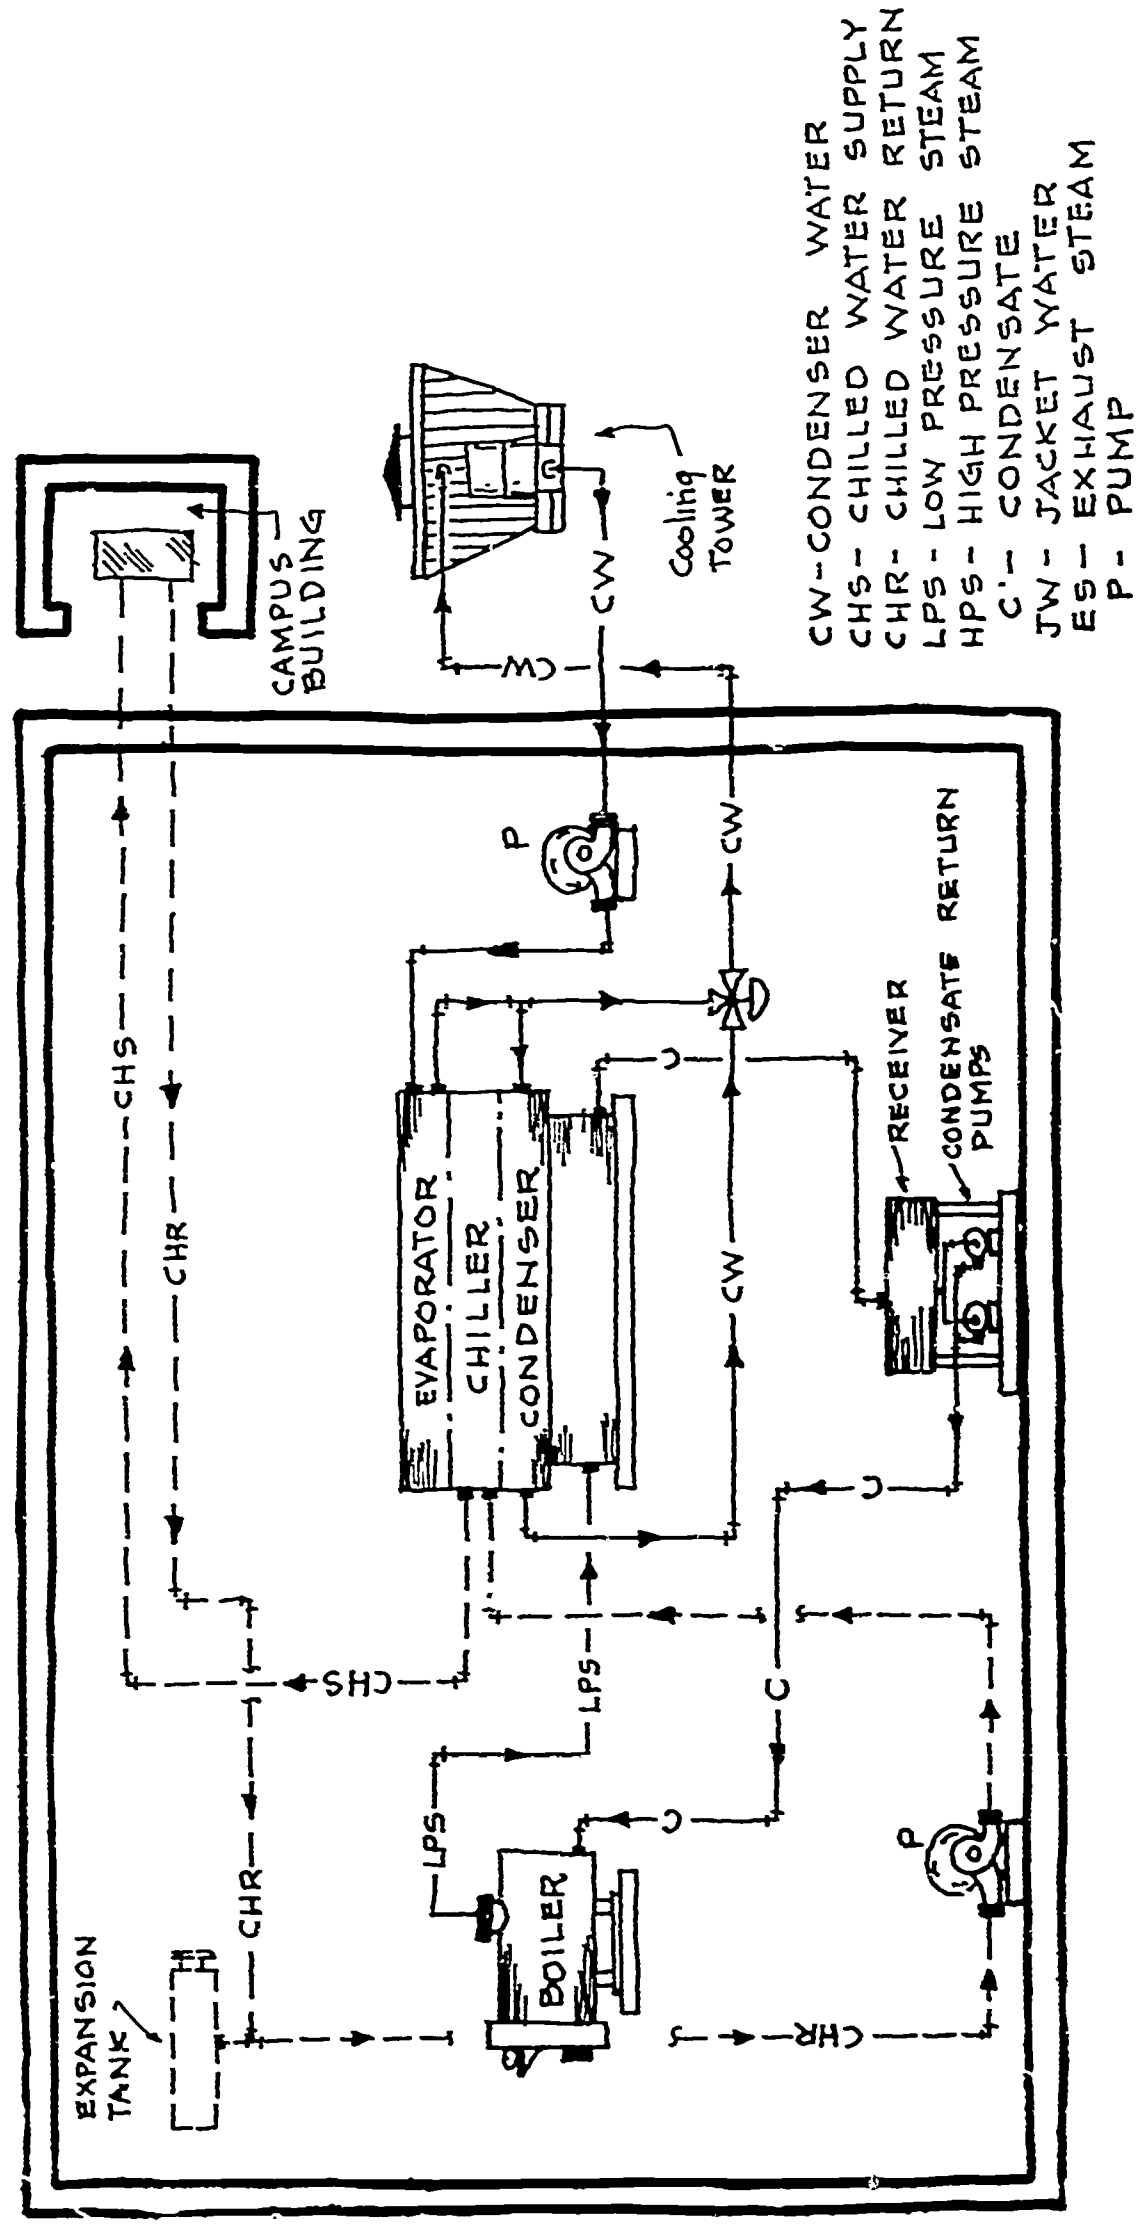 EXPANSION
TANK
CHR
CHS
CHR
CHS
CAMPUS
BUILDING
LPS
LPS
BOILER
C
C
C
CHR
P
EVAPORATOR
CHILLER
CONDENSER
CW
C
RECEIVER
CONDENSATE RETURN
PUMPS
P
CW
CW
CW
Cooling
TOWER
CW - CONDENSER WATER
CHS - CHILLED WATER SUPPLY
CHR - CHILLED WATER RETURN
LPS - LOW PRESSURE STEAM
HPS - HIGH PRESSURE STEAM
C - CONDENSATE
JW - JACKET WATER
ES - EXHAUST STEAM
P - PUMP